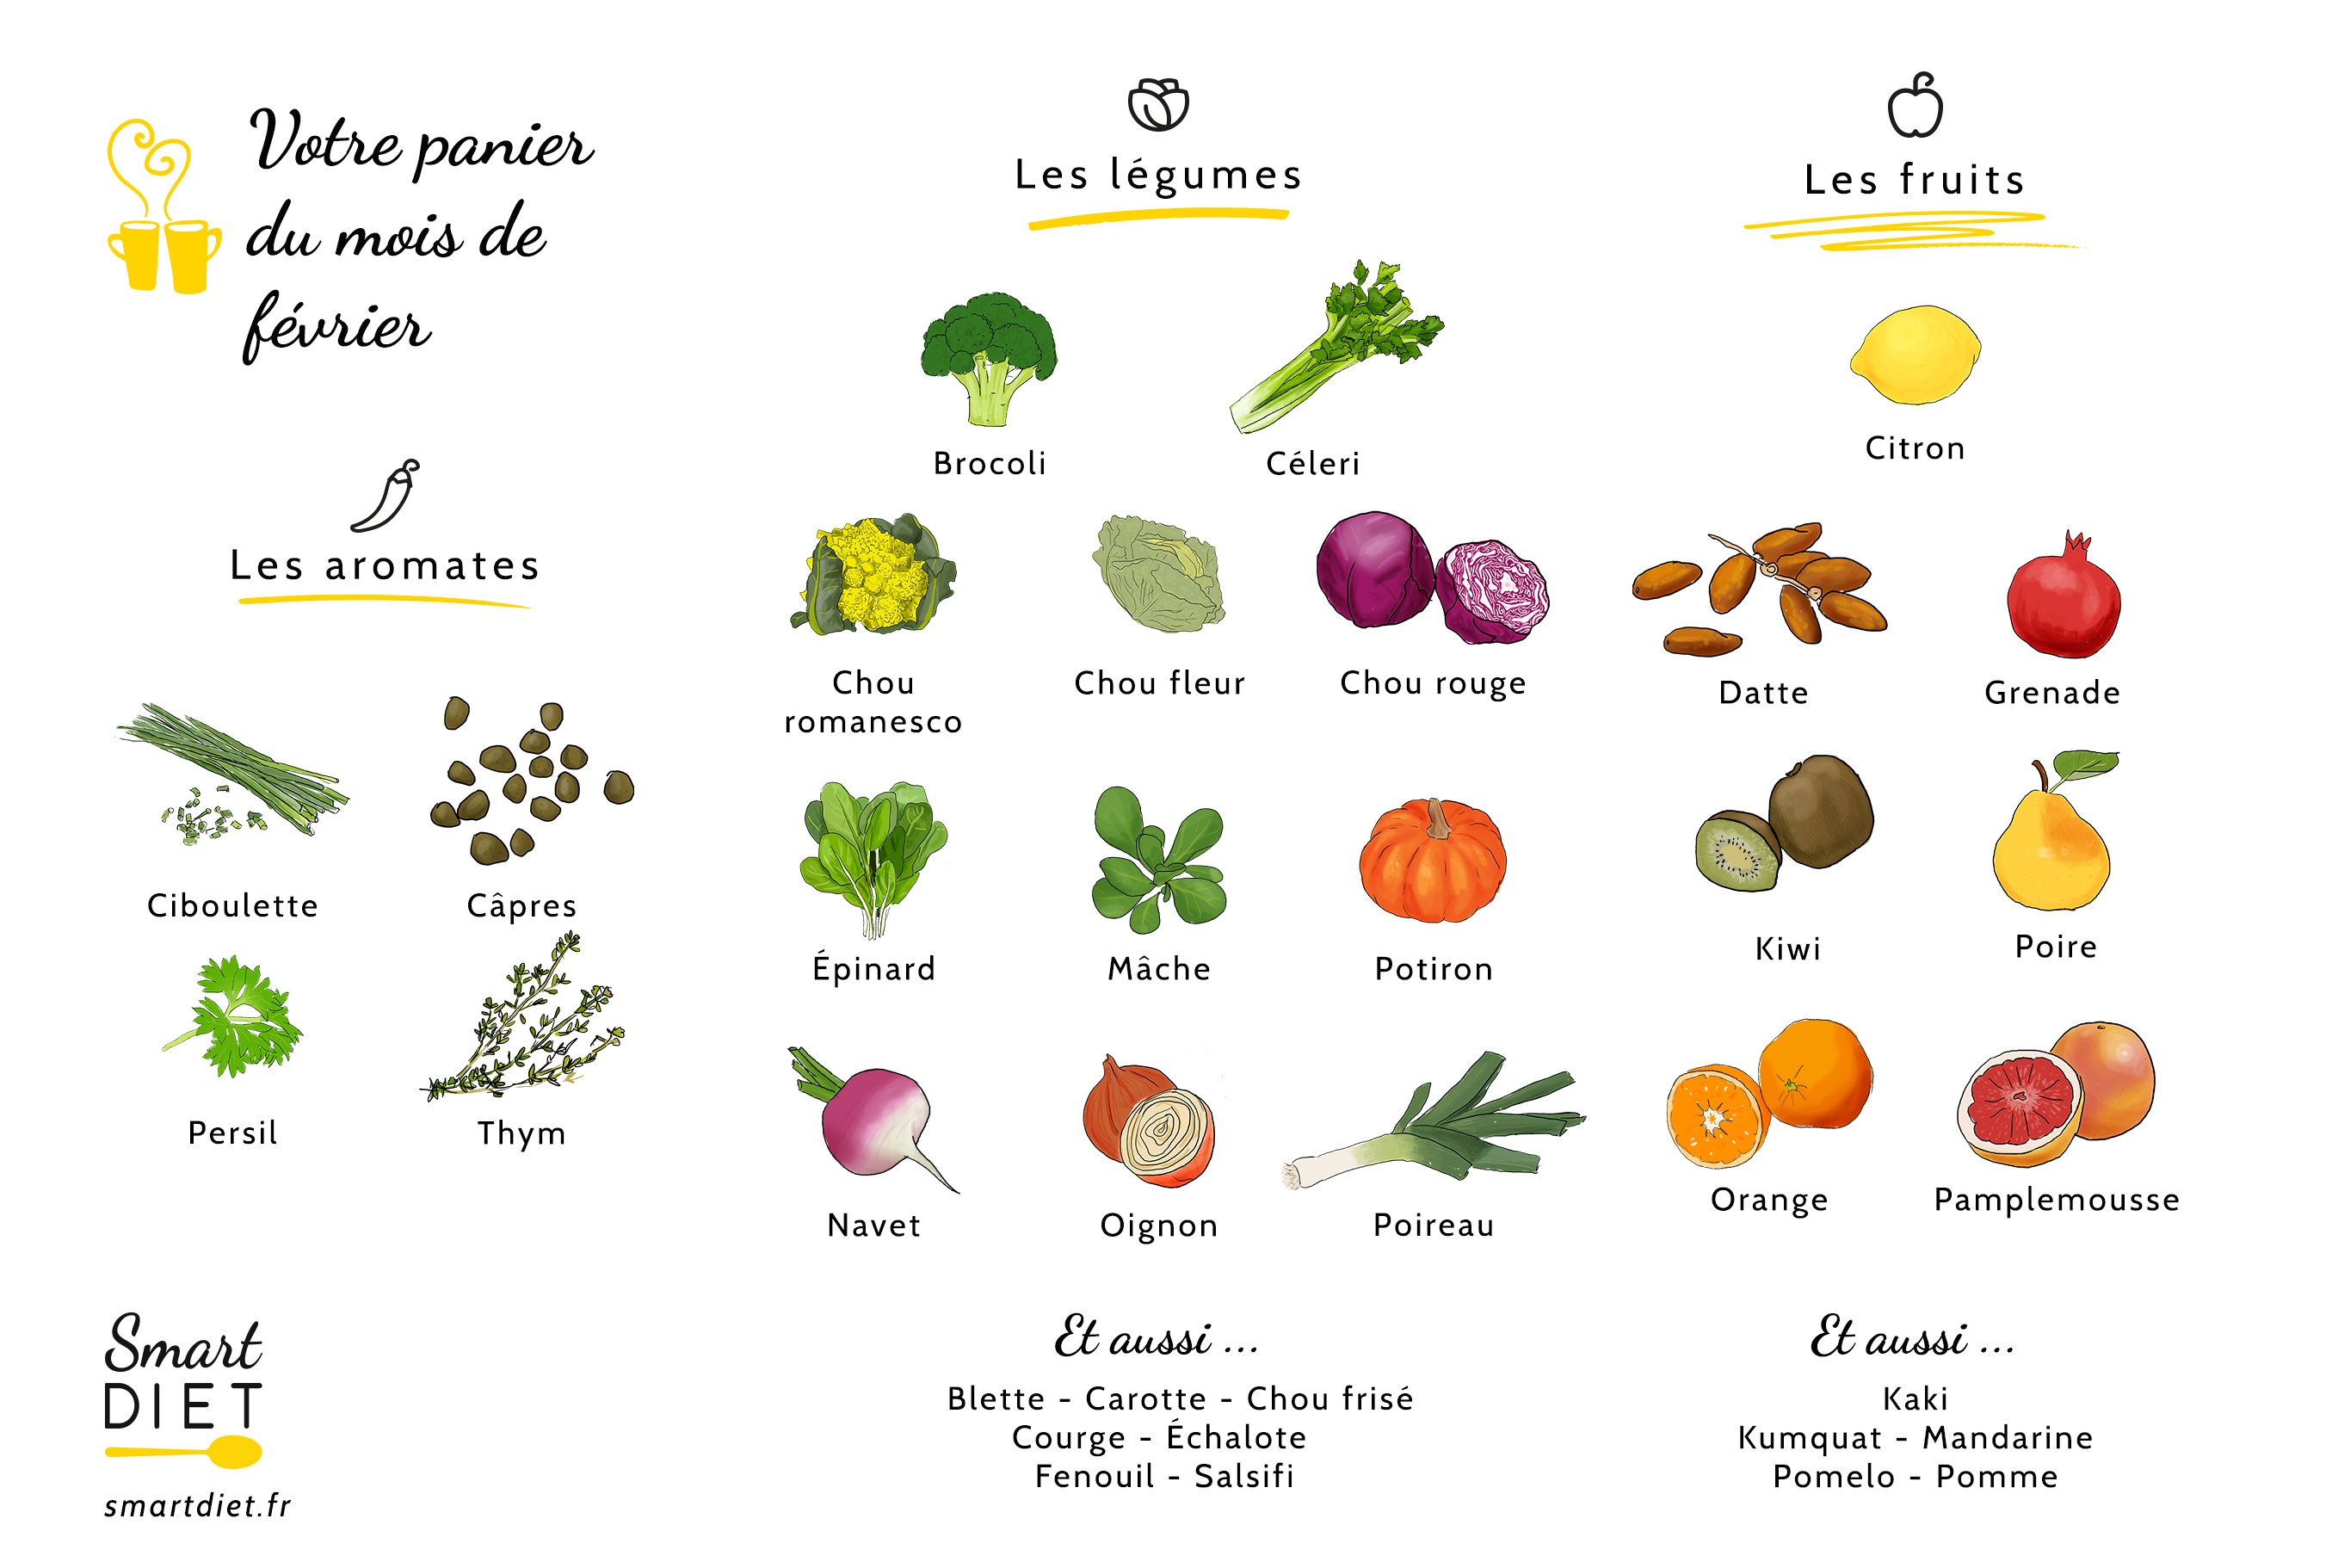 Votre panier
du mois de
février
Les aromates
Ciboulette
Câpres
Persil
Thym
Les légumes
Brocoli
Céleri
Chou
romanesco
Chou fleur
Chou rouge
Épinard
Mâche
Potiron
Navet
Oignon
Poireau
Et aussi ...
Blette - Carotte - Chou frisé
Courge - Échalote
Fenouil - Salsifi
Les fruits
Citron
Datte
Grenade
Kiwi
Poire
Orange
Pamplemousse
Et aussi ...
Kaki
Kumquat - Mandarine
Pomelo - Pomme
Smart
DIET
smartdiet.fr